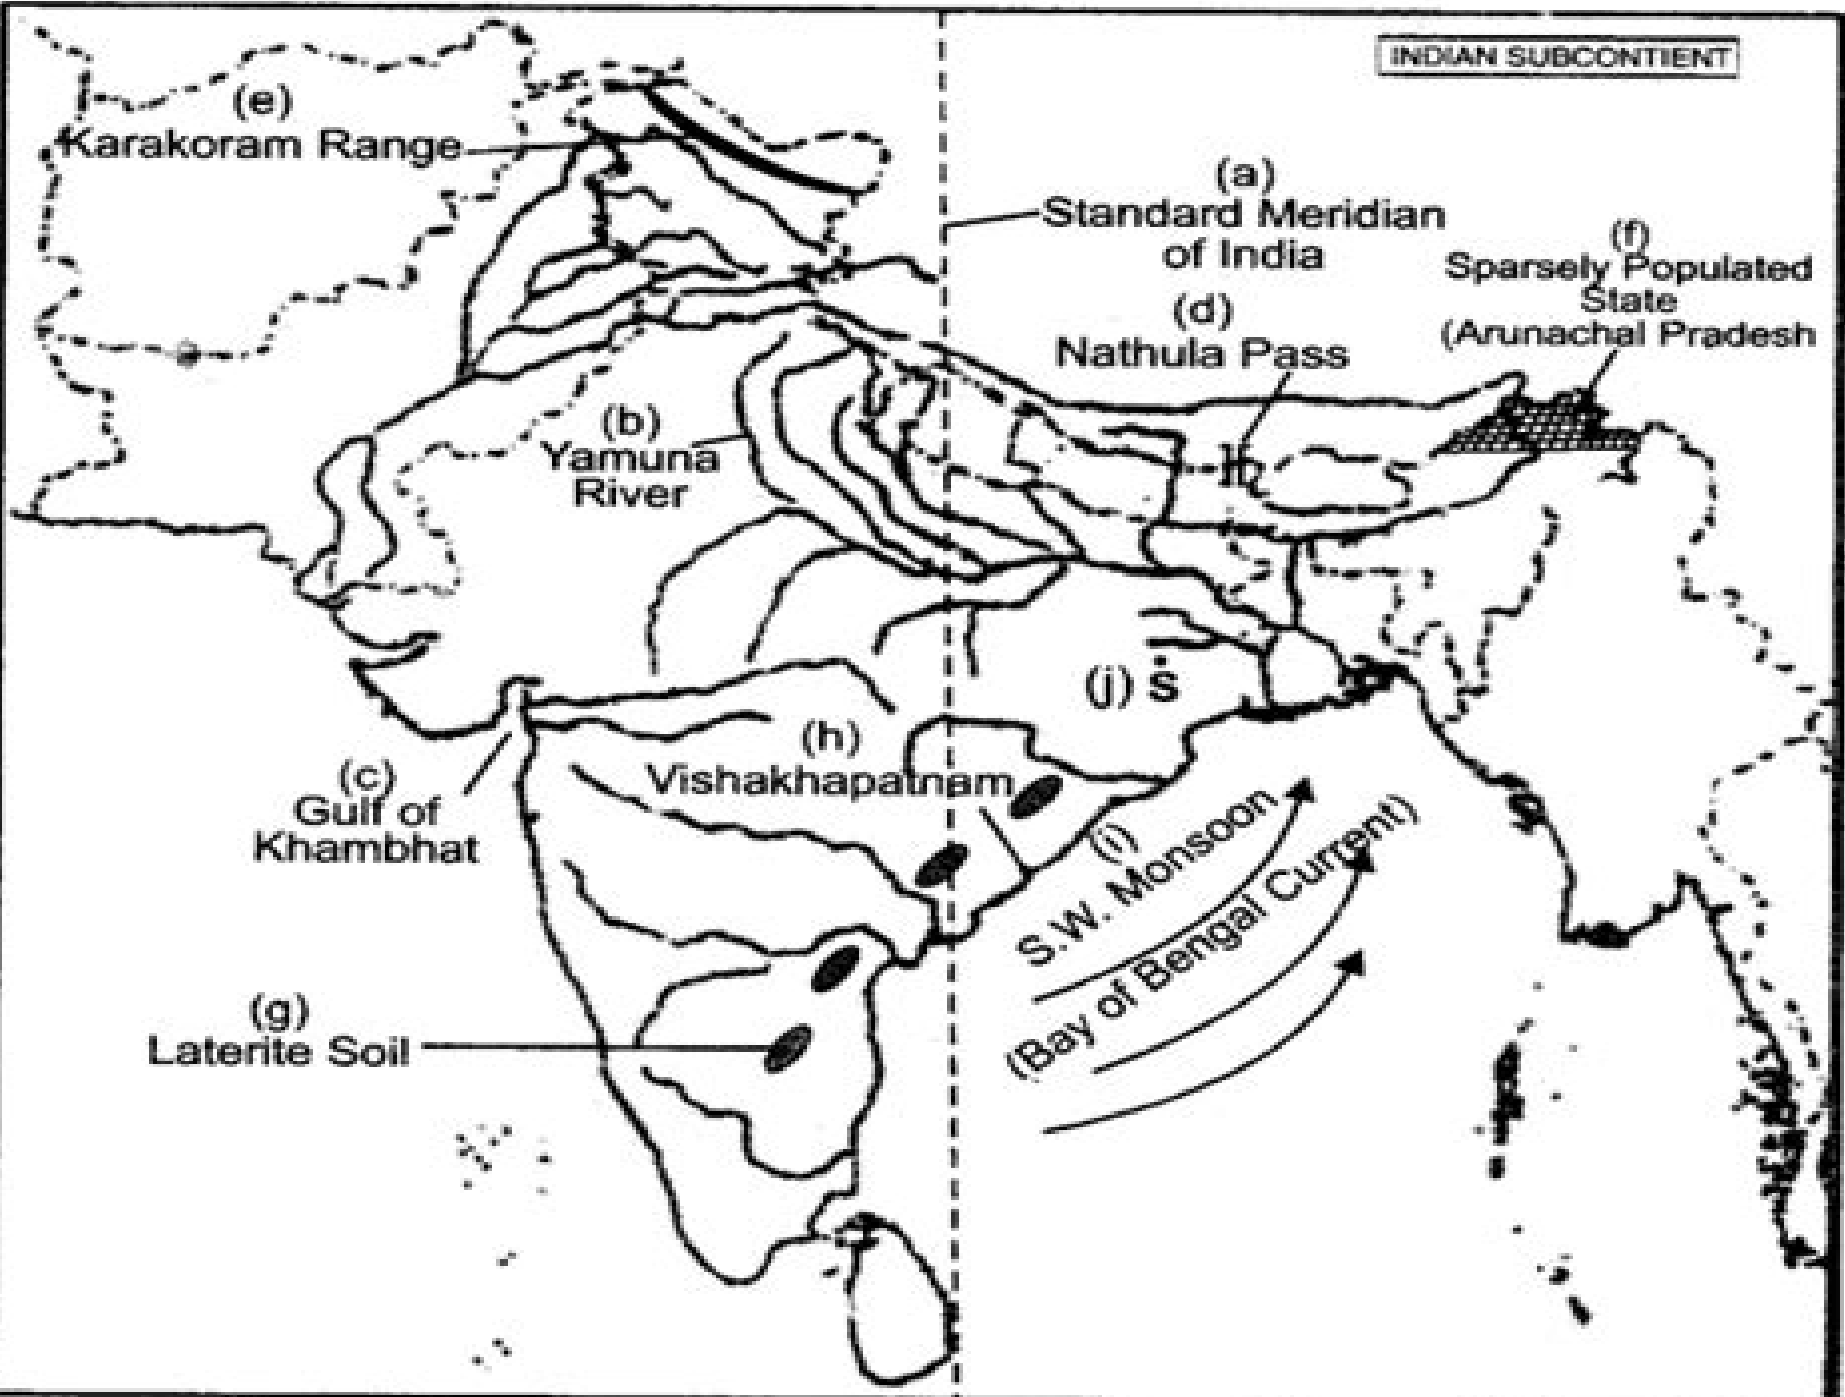 INDIAN SUBCONTIENT
(e)
Karakoram Range
(a)
Standard Meridian
of India
(f)
Sparsely Populated
State
(Arunachal Pradesh
(d)
Nathula Pass
(b)
Yamuna
River
(j) S
(h)
Vishakhapatnam
(c)
Gulf of
Khambhat
(i)
S.W. Monsoon
(Bay of Bengal Current)
(g)
Laterite Soil